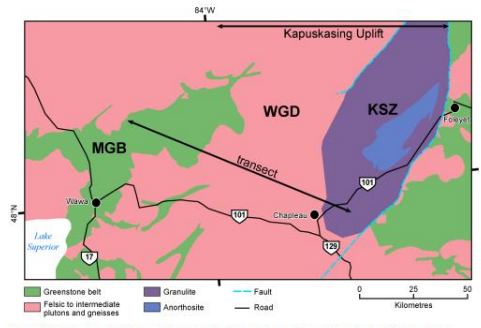 84°W
Kapuskasing Uplift
WGD
KSZ
Foleyet
MGB
transect
101
Wawa
48°N
101
Chapleau
Lake
Superior
17
129
Greenstone belt
Granulite
Fault
0
50
Felsic to intermediate
plutons and gneisses
Anorthosite
Road
Kilometres